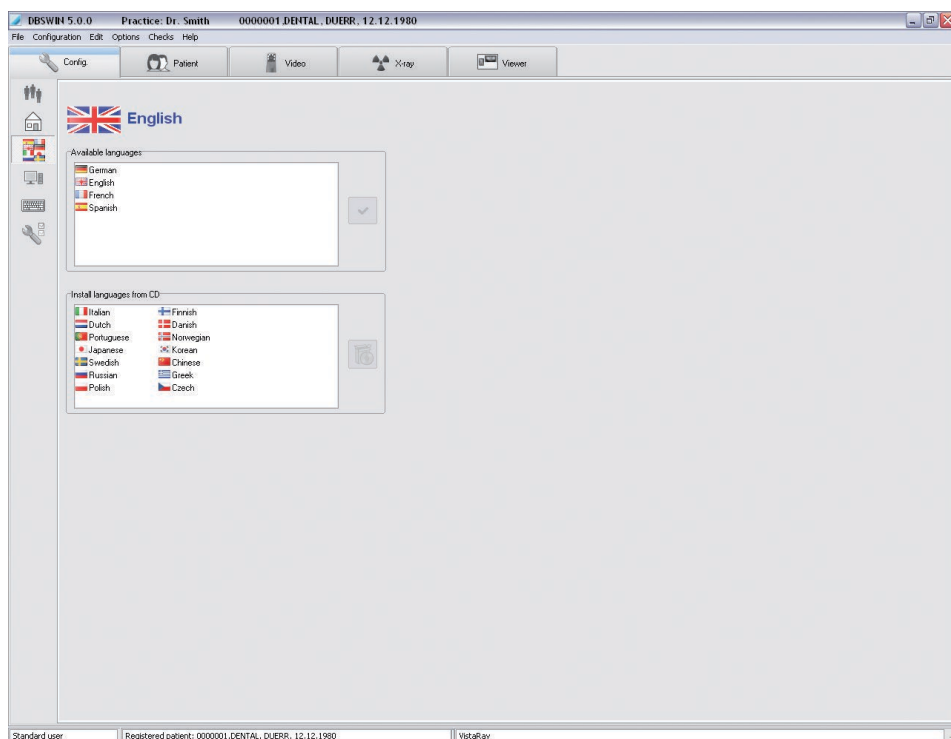 DBSWIN 5.0.0 Practice: Dr. Smith 0000001,DENTAL, DUERR, 12.12.1980
File Configuration Edit Options Checks Help
Config. Patient Video X-ray Viewer
English
Available languages
German
English
French
Spanish
Install languages from CD
Italian
Dutch
Portuguese
Japanese
Swedish
Russian
Polish
Finnish
Danish
Norwegian
Korean
Chinese
Greek
Czech
Standard user Registered patient: 0000001,DENTAL, DUERR, 12.12.1980 VistaRay